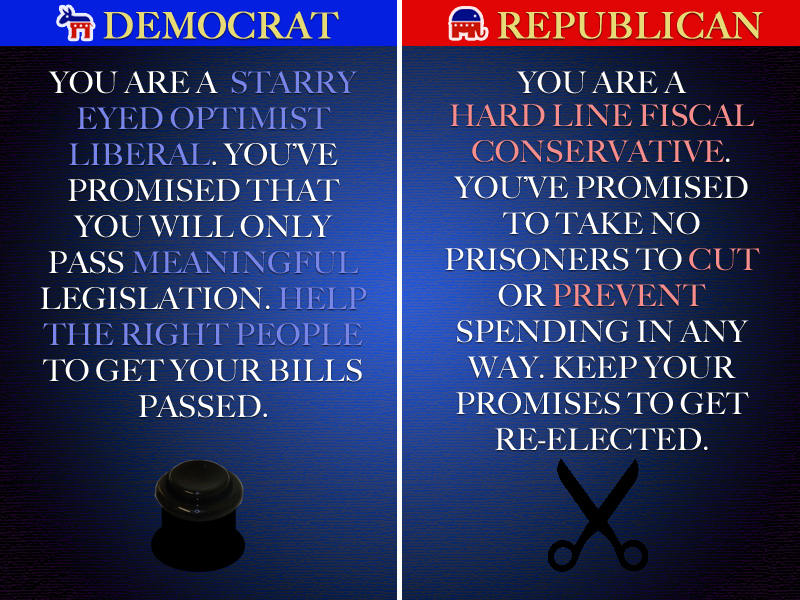 DEMOCRAT
YOU ARE A STARRY
EYED OPTIMIST
LIBERAL. YOU'VE
PROMISED THAT
YOU WILL ONLY
PASS MEANINGFUL
LEGISLATION. HELP
THE RIGHT PEOPLE
TO GET YOUR BILLS
PASSED.
REPUBLICAN
YOU ARE A
HARD LINE FISCAL
CONSERVATIVE.
YOU'VE PROMISED
TO TAKE NO
PRISONERS TO CUT
OR PREVENT
SPENDING IN ANY
WAY. KEEP YOUR
PROMISES TO GET
RE-ELECTED.